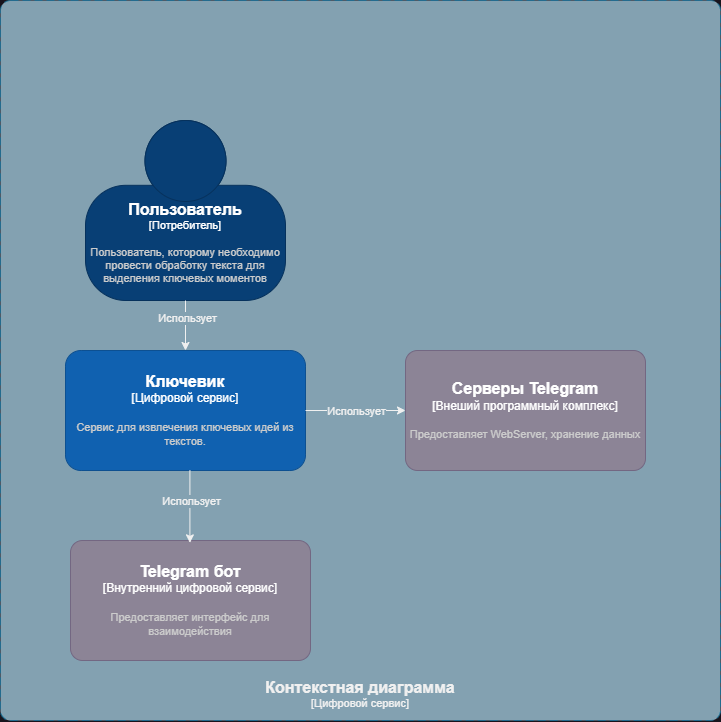 Пользователь
[Потребитель]
Пользователь, которому необходимо
провести обработку текста для
выделения ключевых моментов
Использует
Ключевик
[Цифровой сервис]
Сервис для извлечения ключевых идей из
текстов.
Использует
Серверы Telegram
[Внеший программный комплекс]
Предоставляет WebServer, хранение данных
Использует
Telegram бот
[Внутренний цифровой сервис]
Предоставляет интерфейс для
взаимодействия
Контекстная диаграмма
[Цифровой сервис]